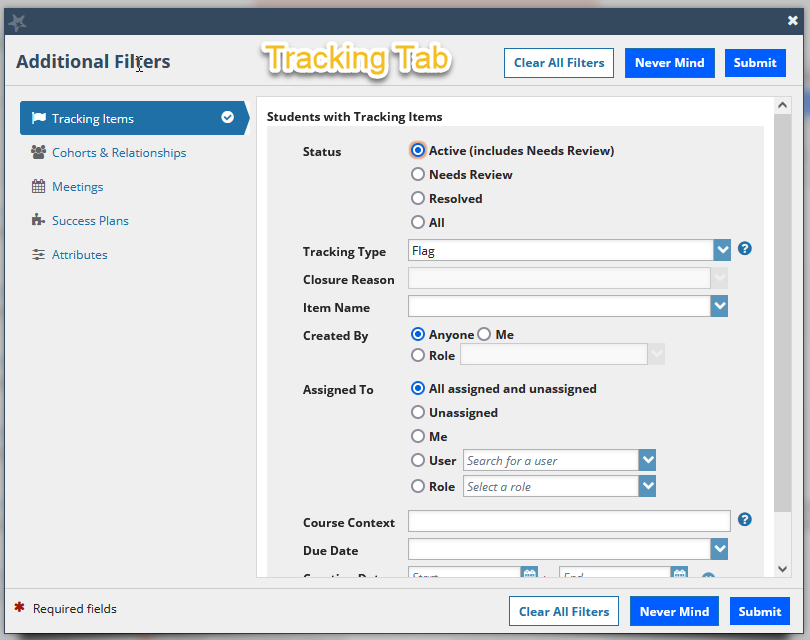 Additional Filters
Tracking Tab
Clear All Filters
Never Mind
Submit
Tracking Items
Cohorts & Relationships
Meetings
Success Plans
Attributes
Students with Tracking Items
Status
Active (includes Needs Review)
Needs Review
Resolved
All
Tracking Type
Flag
Closure Reason
Item Name
Created By
Anyone
Me
Role
Assigned To
All assigned and unassigned
Unassigned
Me
User
Search for a user
Role
Select a role
Course Context
Due Date
Creation Date
Start
End
* Required fields
Clear All Filters
Never Mind
Submit